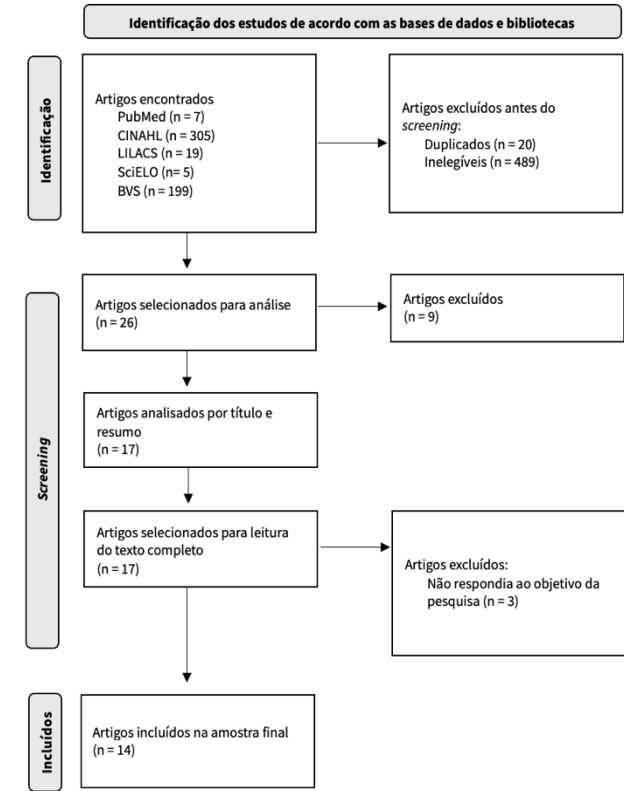 Identificação dos estudos de acordo com as bases de dados e bibliotecas
Identificação
Artigos encontrados
PubMed (n = 7)
CINAHL (n = 305)
LILACS (n = 19)
SciELO (n= 5)
BVS (n = 199)
Artigos excluídos antes do
screening:
Duplicados (n = 20)
Inelegíveis (n = 489)
Screening
Artigos selecionados para análise
(n = 26)
Artigos excluídos
(n = 9)
Artigos analisados por título e
resumo
(n = 17)
Artigos selecionados para leitura
do texto completo
(n = 17)
Artigos excluídos:
Não respondia ao objetivo da
pesquisa (n = 3)
Incluídos
Artigos incluídos na amostra final
(n = 14)